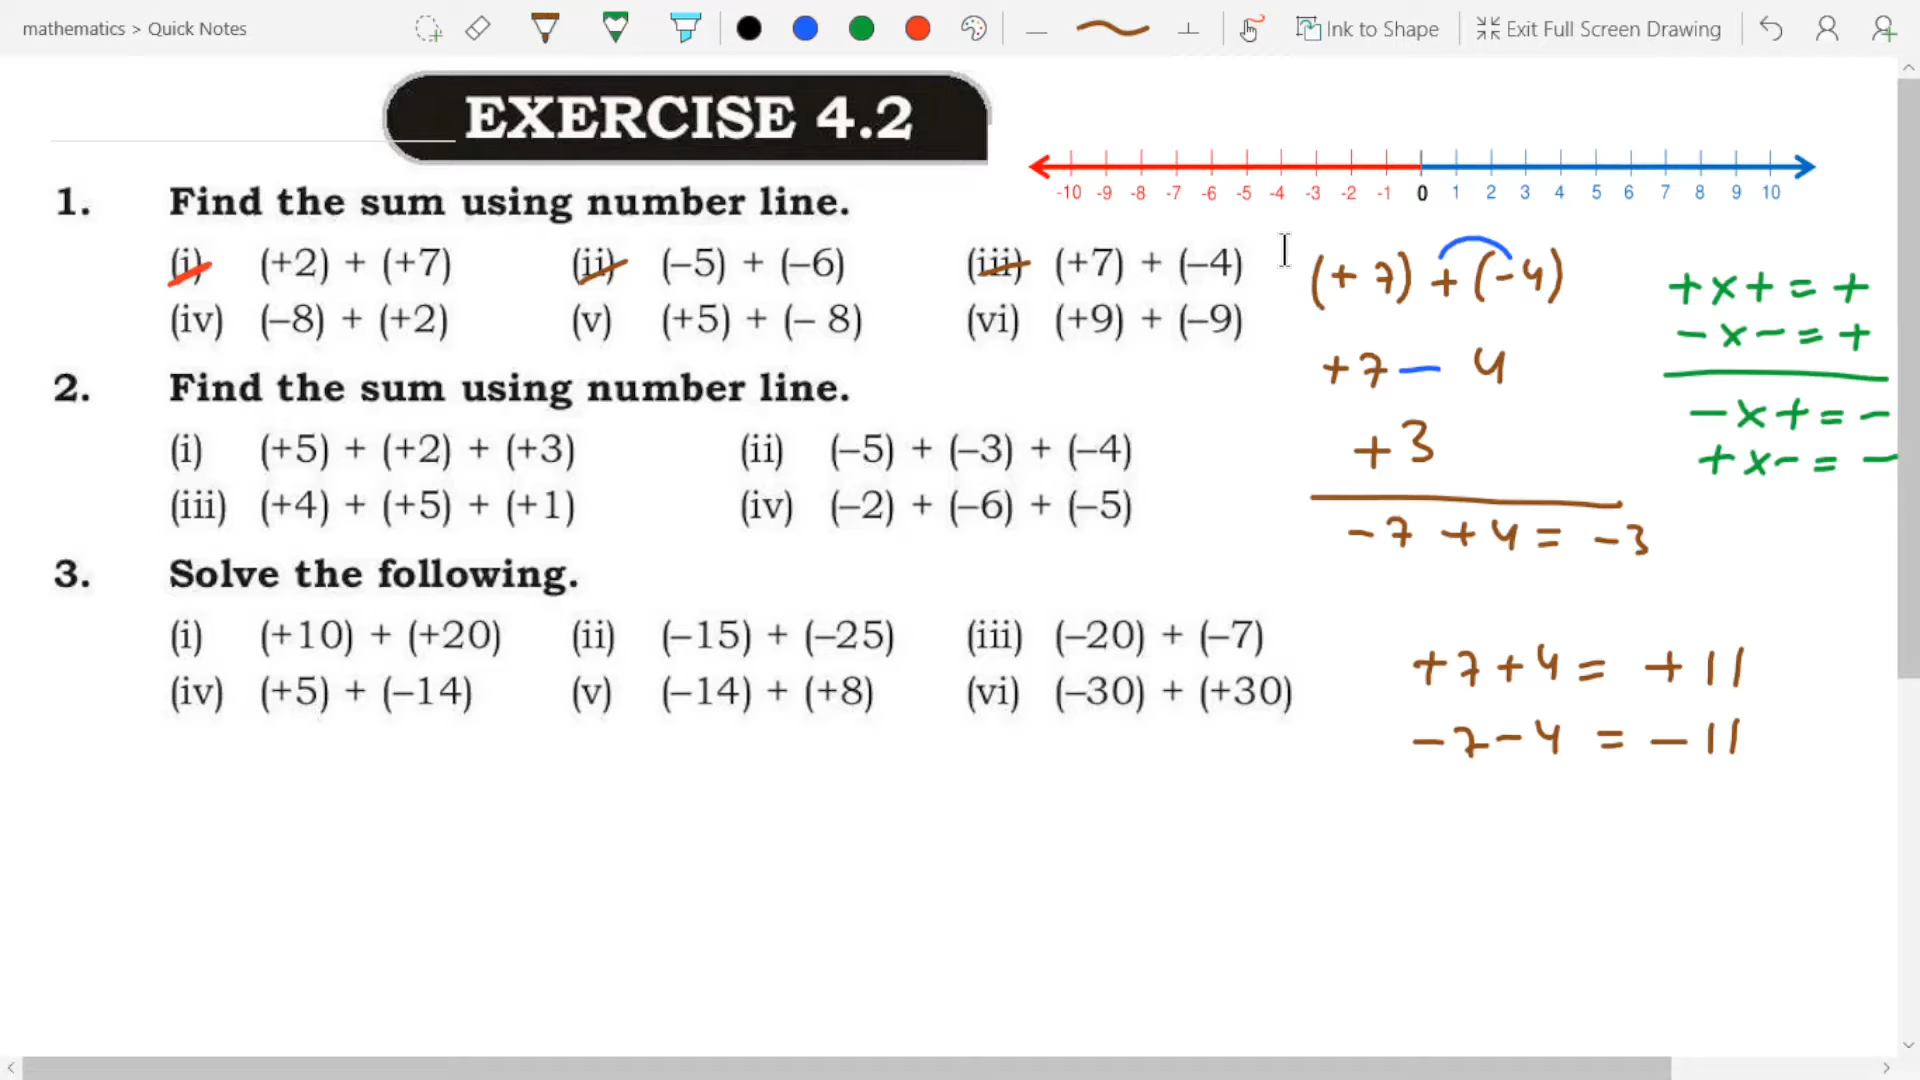 mathematics > Quick Notes
Ink to Shape
Exit Full Screen Drawing
EXERCISE 4.2
-10 -9 -8 -7 -6 -5 -4 -3 -2 -1 0 1 2 3 4 5 6 7 8 9 10
1. Find the sum using number line.
(i) (+2) + (+7) (ii) (–5) + (–6) (iii) (+7) + (–4)
(iv) (–8) + (+2) (v) (+5) + (– 8) (vi) (+9) + (–9)
2. Find the sum using number line.
(i) (+5) + (+2) + (+3) (ii) (–5) + (–3) + (–4)
(iii) (+4) + (+5) + (+1) (iv) (–2) + (–6) + (–5)
3. Solve the following.
(i) (+10) + (+20) (ii) (–15) + (–25) (iii) (–20) + (–7)
(iv) (+5) + (–14) (v) (–14) + (+8) (vi) (–30) + (+30)
(+7) + (-4)
+7 - 4
+3
-7 +4 = -3
+7+4 = +11
-7-4 = -11
+x+ = +
-x- = +
-x+ = -
+x- = -